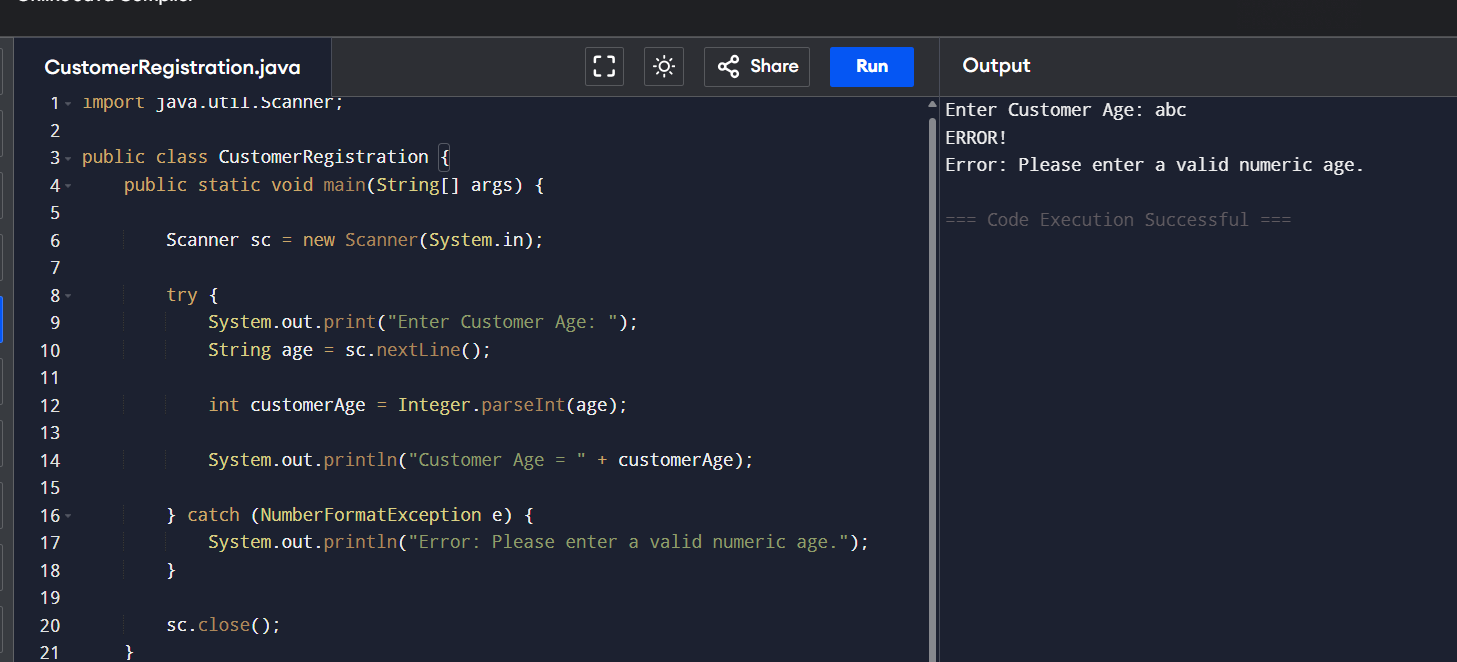 Online Java Compiler
CustomerRegistration.java
Share
Run
Output
1 import java.util.Scanner;
2
3 public class CustomerRegistration {
4 public static void main(String[] args) {
5
6 Scanner sc = new Scanner(System.in);
7
8 try {
9 System.out.print("Enter Customer Age: ");
10 String age = sc.nextLine();
11
12 int customerAge = Integer.parseInt(age);
13
14 System.out.println("Customer Age = " + customerAge);
15
16 } catch (NumberFormatException e) {
17 System.out.println("Error: Please enter a valid numeric age.");
18 }
19
20 sc.close();
21 }
Enter Customer Age: abc
ERROR!
Error: Please enter a valid numeric age.
=== Code Execution Successful ===